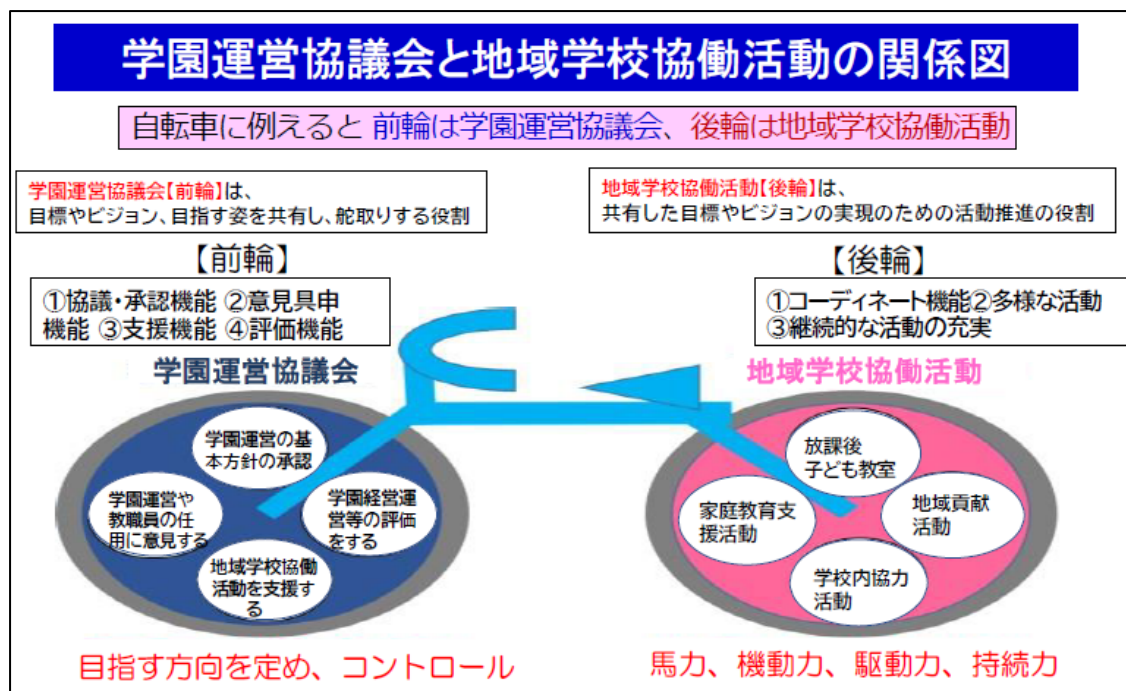 学園運営協議会と地域学校協働活動の関係図
自転車に例えると 前輪は学園運営協議会、後輪は地域学校協働活動
学園運営協議会【前輪】は、
目標やビジョン、目指す姿を共有し、舵取りする役割
【前輪】
①協議・承認機能 ②意見具申
機能 ③支援機能 ④評価機能
学園運営協議会
学園運営の基
本方針の承認
学園運営や
教職員の任
用に意見する
学園経営運
営等の評価
をする
地域学校協働
活動を支援す
る
目指す方向を定め、コントロール
地域学校協働活動【後輪】は、
共有した目標やビジョンの実現のための活動推進の役割
【後輪】
①コーディネート機能②多様な活動
③継続的な活動の充実
地域学校協働活動
放課後
子ども教室
家庭教育支
援活動
地域貢献
活動
学校内協力
活動
馬力、機動力、駆動力、持続力